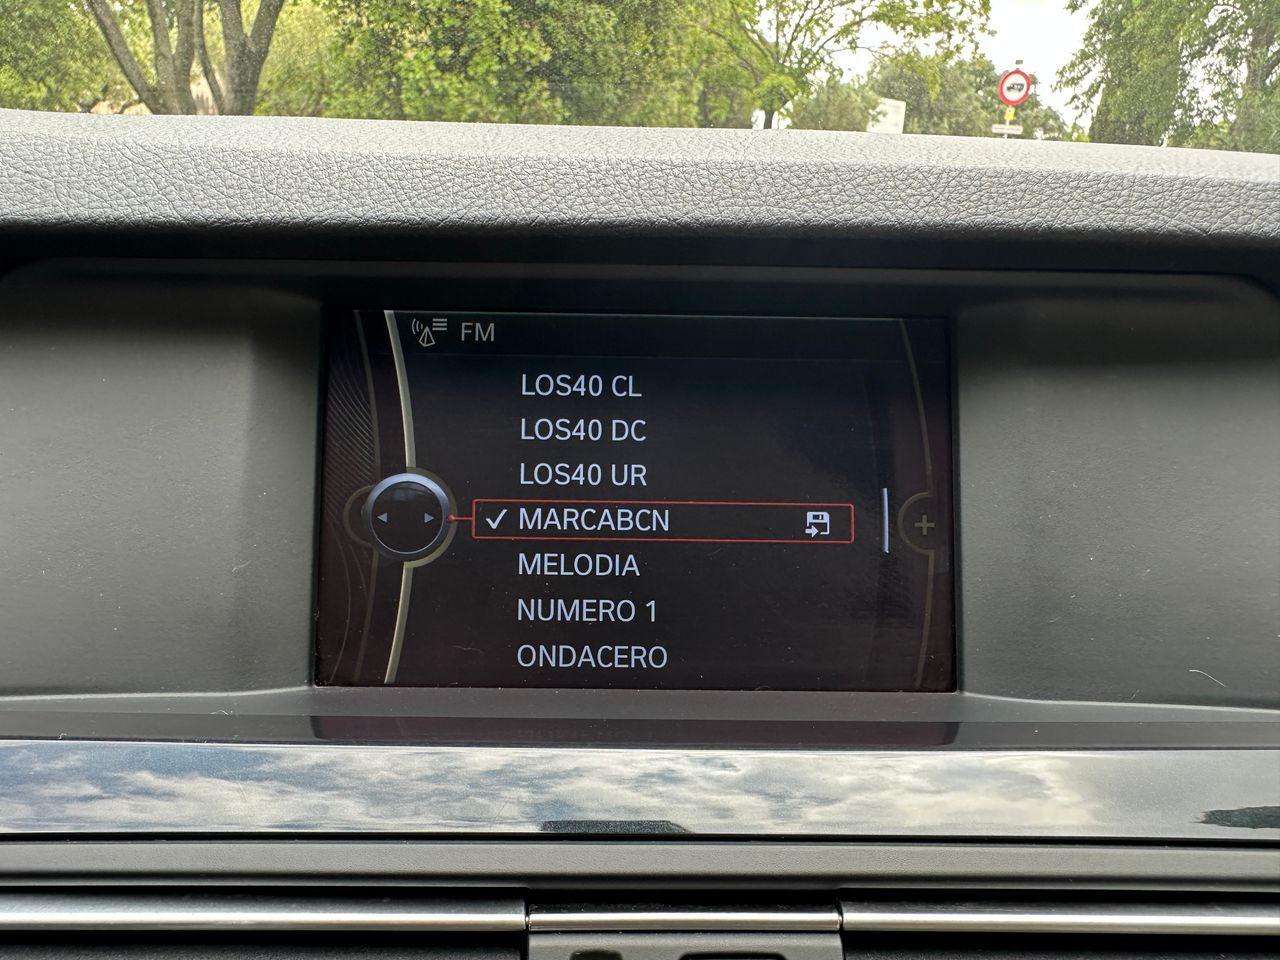 FM
LOS40 CL
LOS40 DC
LOS40 UR
MARCABCN
MELODIA
NUMERO 1
ONDACERO